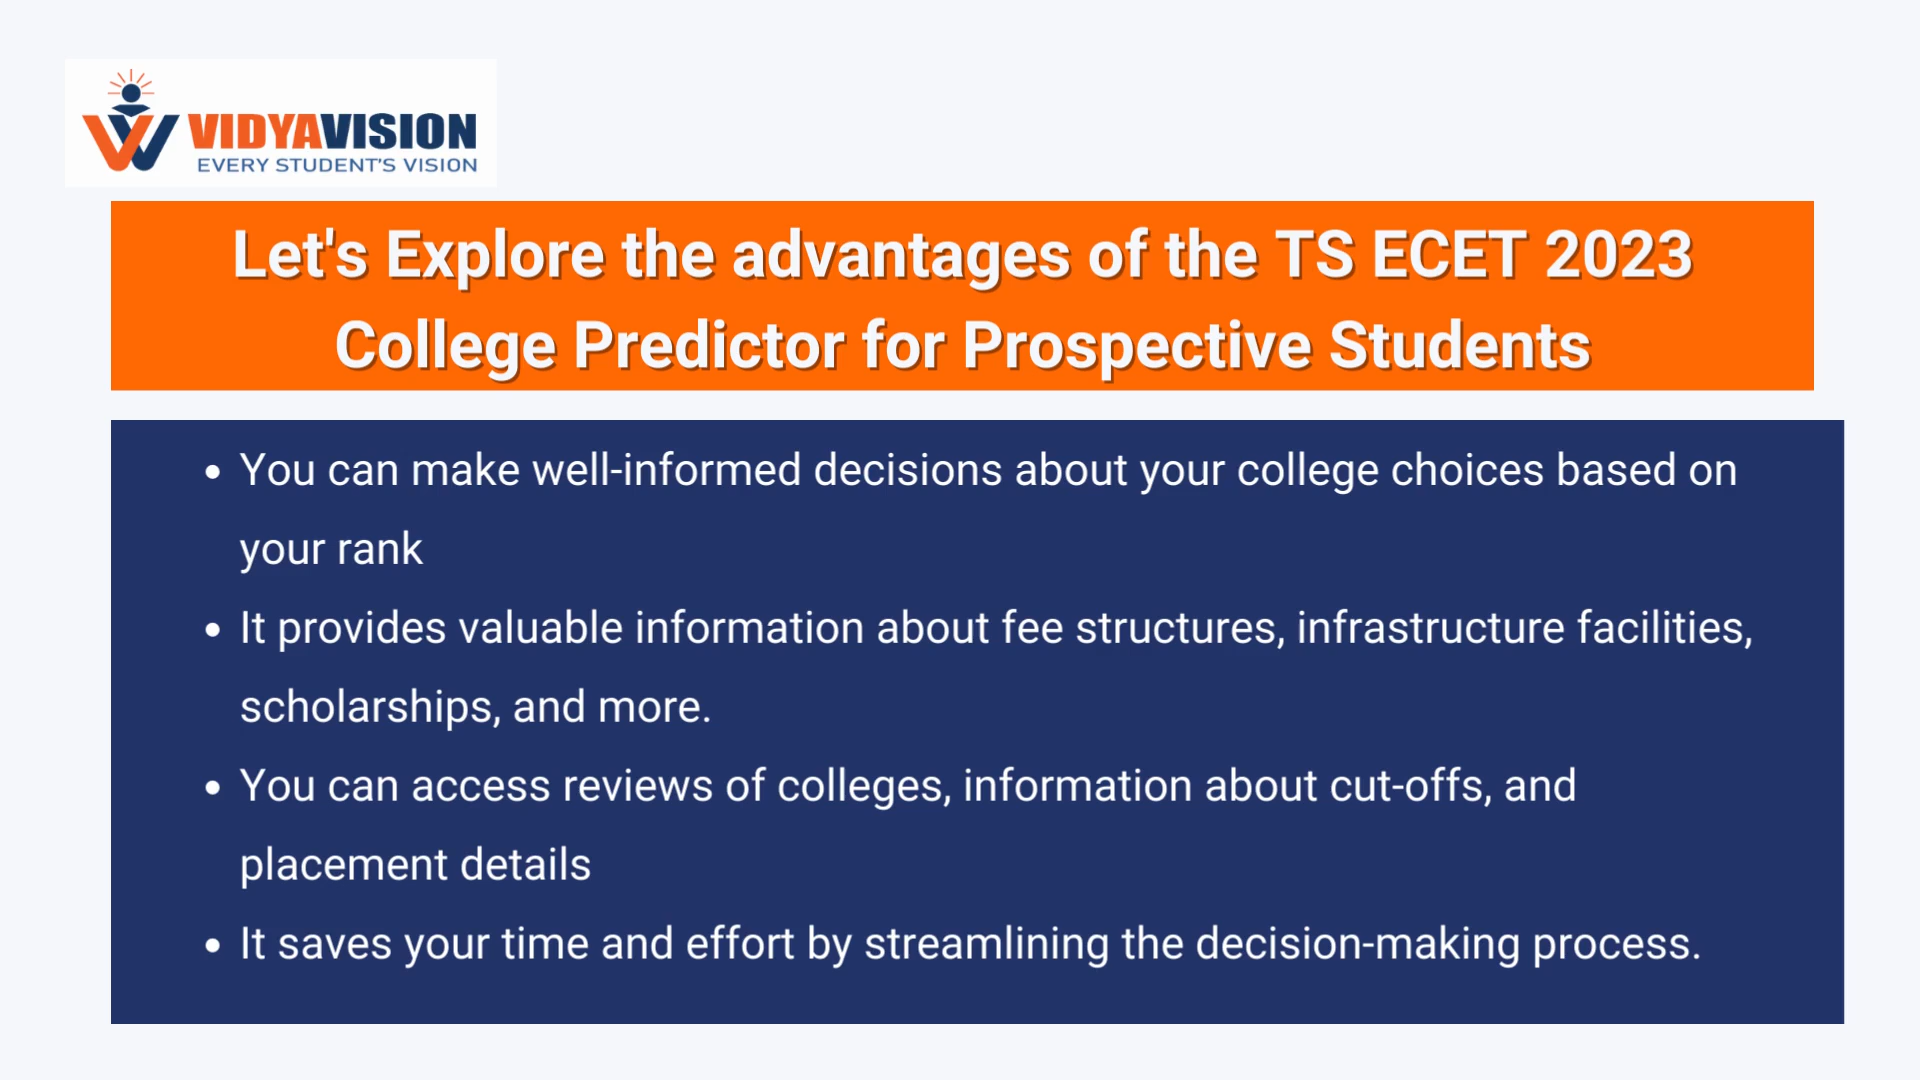 VIDYAVISION
EVERY STUDENT'S VISION
Let's Explore the advantages of the TS ECET 2023
College Predictor for Prospective Students
• You can make well-informed decisions about your college choices based on
your rank
• It provides valuable information about fee structures, infrastructure facilities,
scholarships, and more.
• You can access reviews of colleges, information about cut-offs, and
placement details
• It saves your time and effort by streamlining the decision-making process.